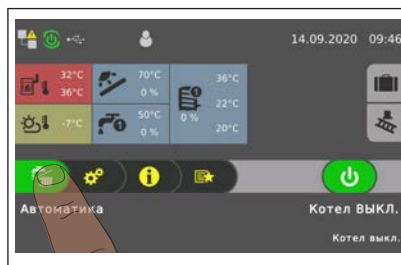 14.09.2020 09:46
32°C 70°C 36°C
36°C 0 %
22°C
-7°C 50°C 0 %
0 % 20°C
Автоматика Котел ВЫКЛ.
Котел выкл.